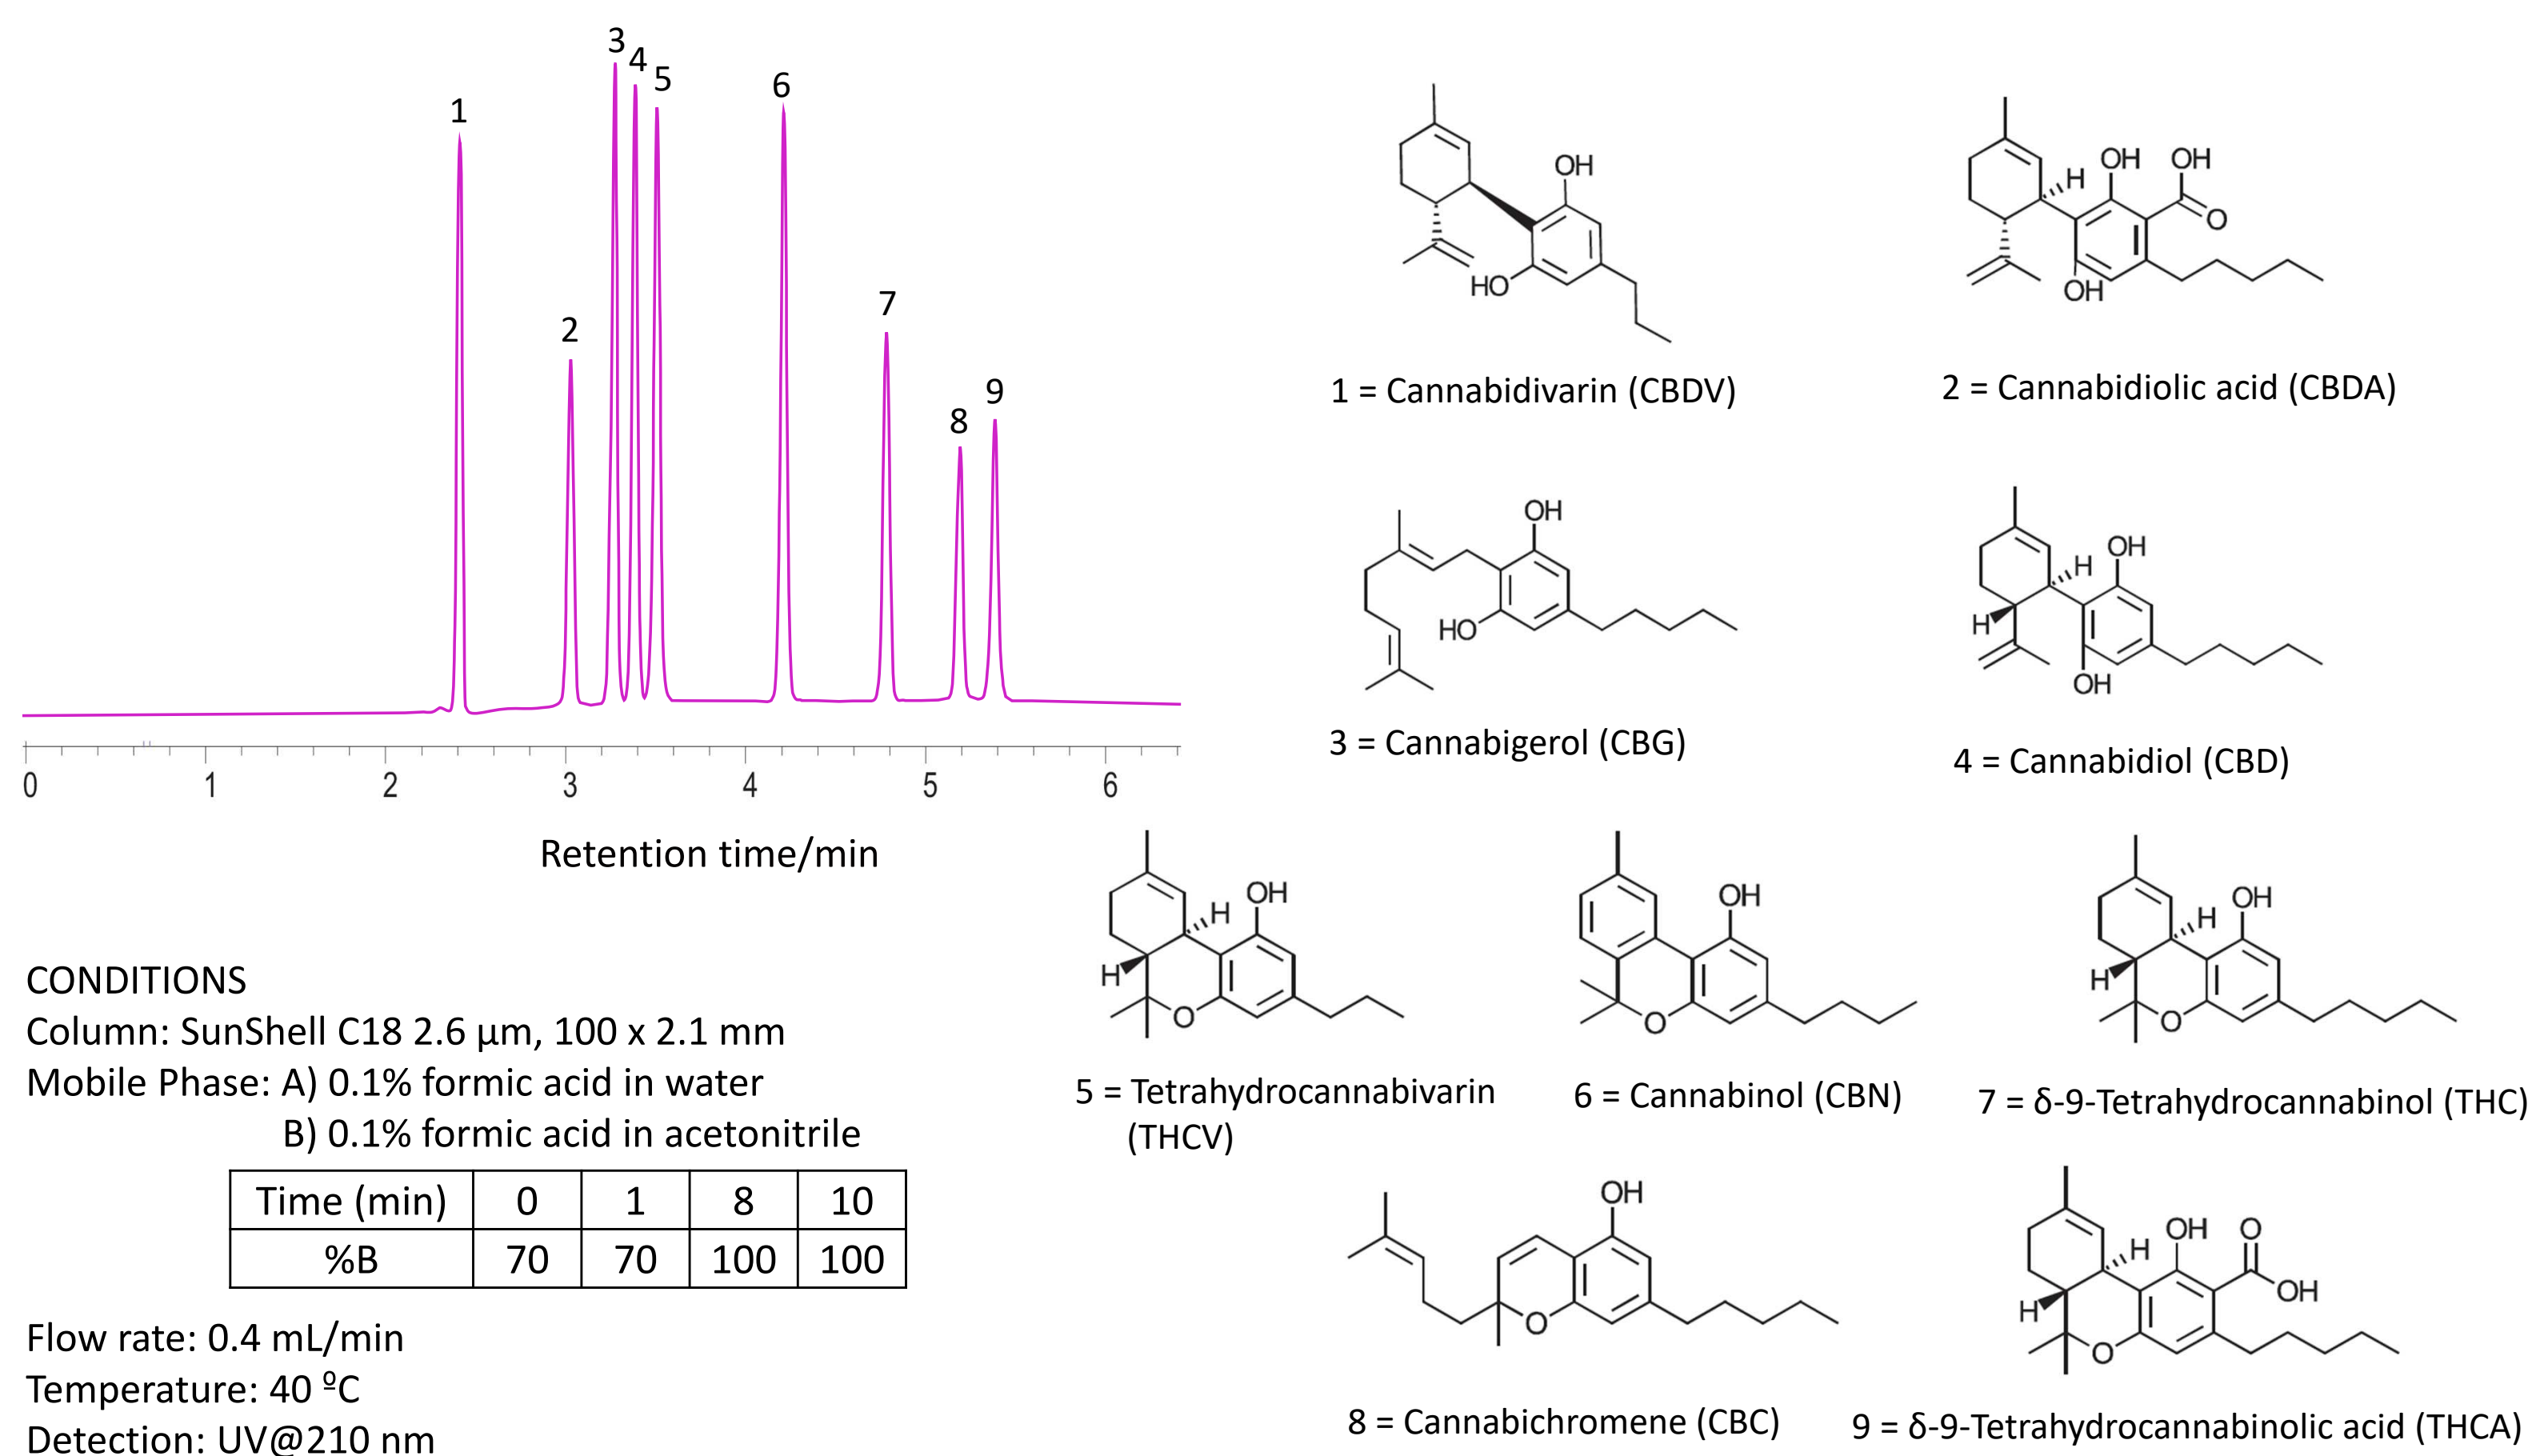 3
4
5
6
1
7
2
9
8
0 1 2 3 4 5 6
Retention time/min
CONDITIONS
Column: SunShell C18 2.6 µm, 100 x 2.1 mm
Mobile Phase: A) 0.1% formic acid in water
B) 0.1% formic acid in acetonitrile
Time (min) 0 1 8 10
%B 70 70 100 100
Flow rate: 0.4 mL/min
Temperature: 40 ºC
Detection: UV@210 nm
OH
HO
1 = Cannabidivarin (CBDV)
H OH OH
O
OH
2 = Cannabidiolic acid (CBDA)
OH
HO
3 = Cannabigerol (CBG)
OH
H
H
OH
4 = Cannabidiol (CBD)
OH
H
H
O
5 = Tetrahydrocannabivarin
(THCV)
OH
O
6 = Cannabinol (CBN)
OH
H
H
O
7 = δ-9-Tetrahydrocannabinol (THC)
OH
O
8 = Cannabichromene (CBC)
OH O
H
OH
H
O
9 = δ-9-Tetrahydrocannabinolic acid (THCA)